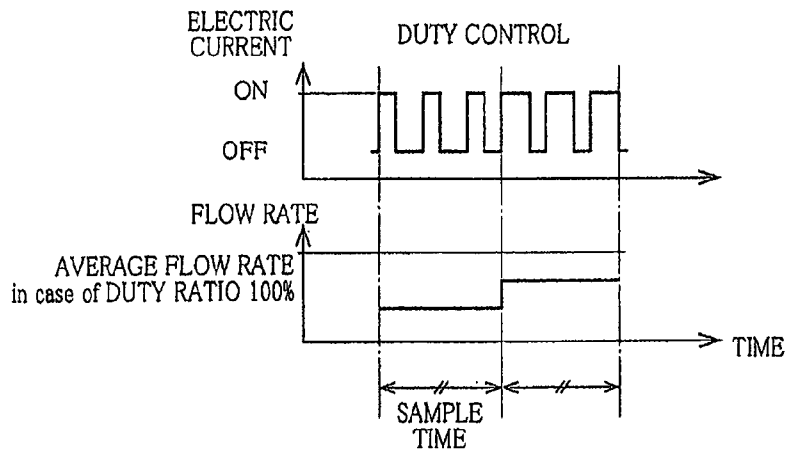 ELECTRIC
CURRENT
DUTY CONTROL
ON
OFF
FLOW RATE
AVERAGE FLOW RATE
in case of DUTY RATIO 100%
TIME
SAMPLE
TIME